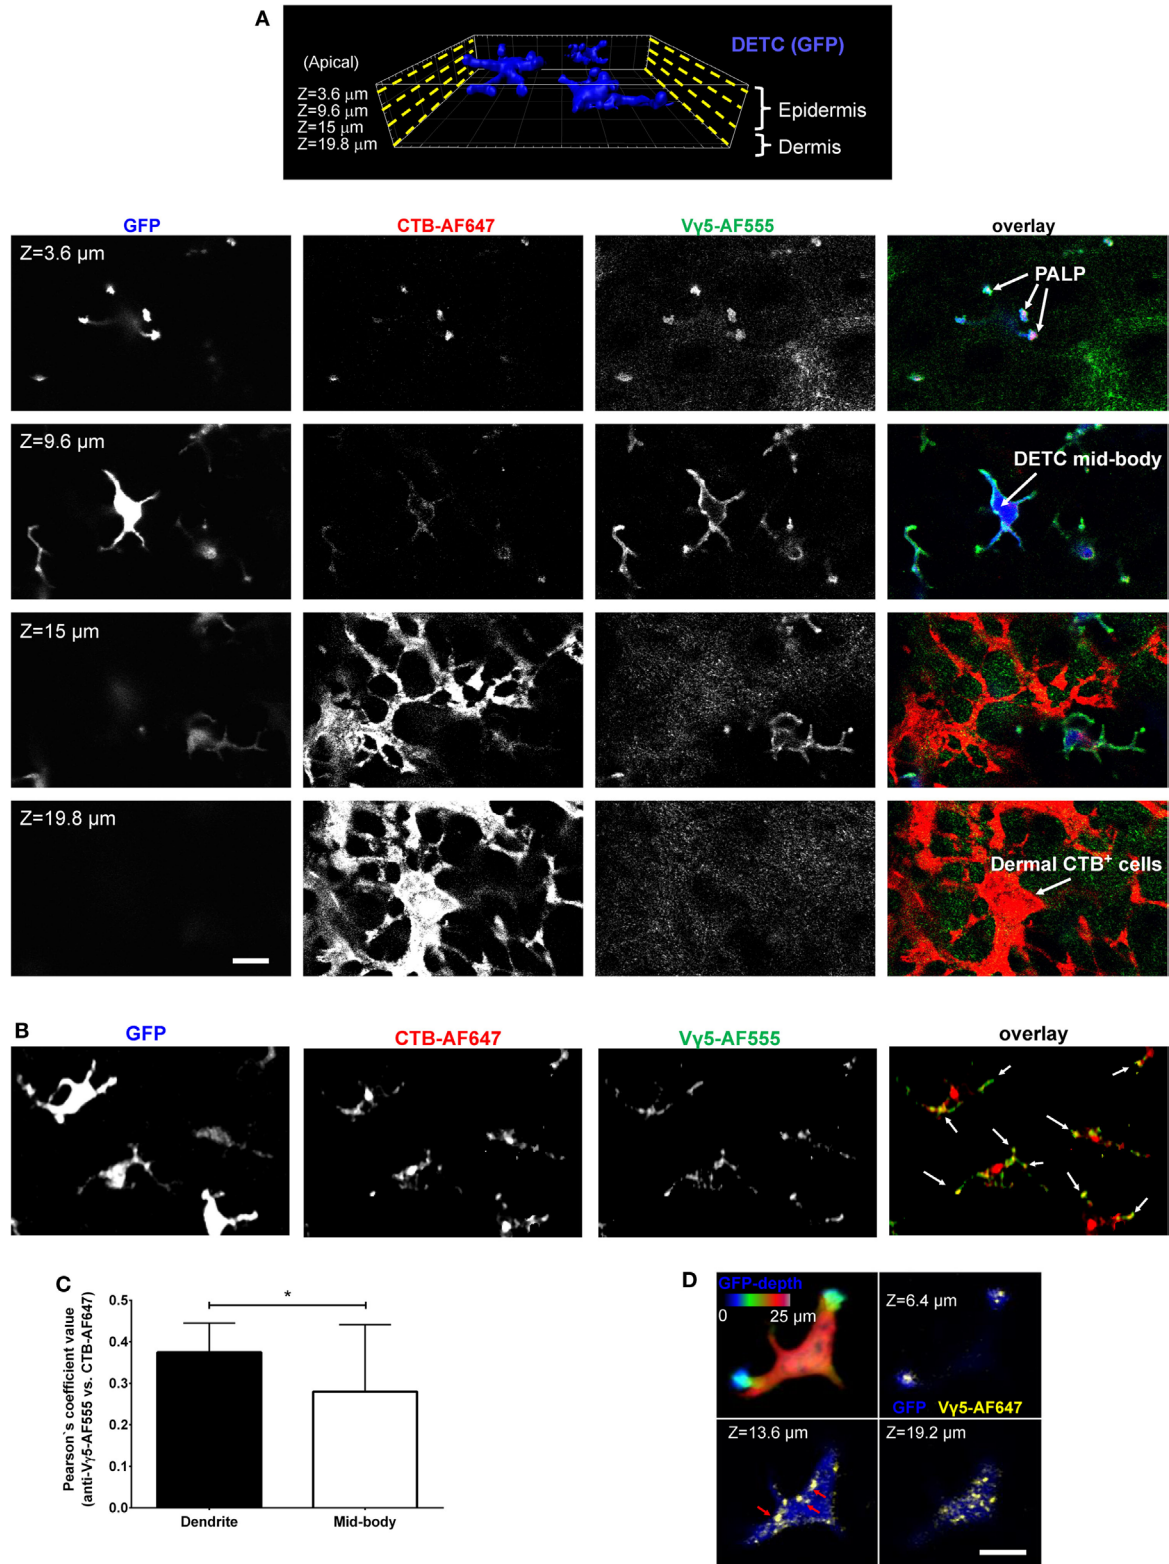 A
DETC (GFP)
(Apical)
Z=3.6 µm
Z=9.6 µm
Z=15 µm
Z=19.8 µm
Epidermis
Dermis
GFP
CTB-AF647
Vγ5-AF555
overlay
Z=3.6 µm
PALP
Z=9.6 µm
DETC mid-body
Z=15 µm
Z=19.8 µm
Dermal CTB⁺ cells
B
GFP
CTB-AF647
Vγ5-AF555
overlay
C
Pearson`s coefficient value
(anti-Vγ5-AF555 vs. CTB-AF647)
0.5
0.4
0.3
0.2
0.1
0.0
*
Dendrite
Mid-body
D
GFP-depth
0
25 µm
Z=6.4 µm
GFP Vγ5-AF647
Z=13.6 µm
Z=19.2 µm